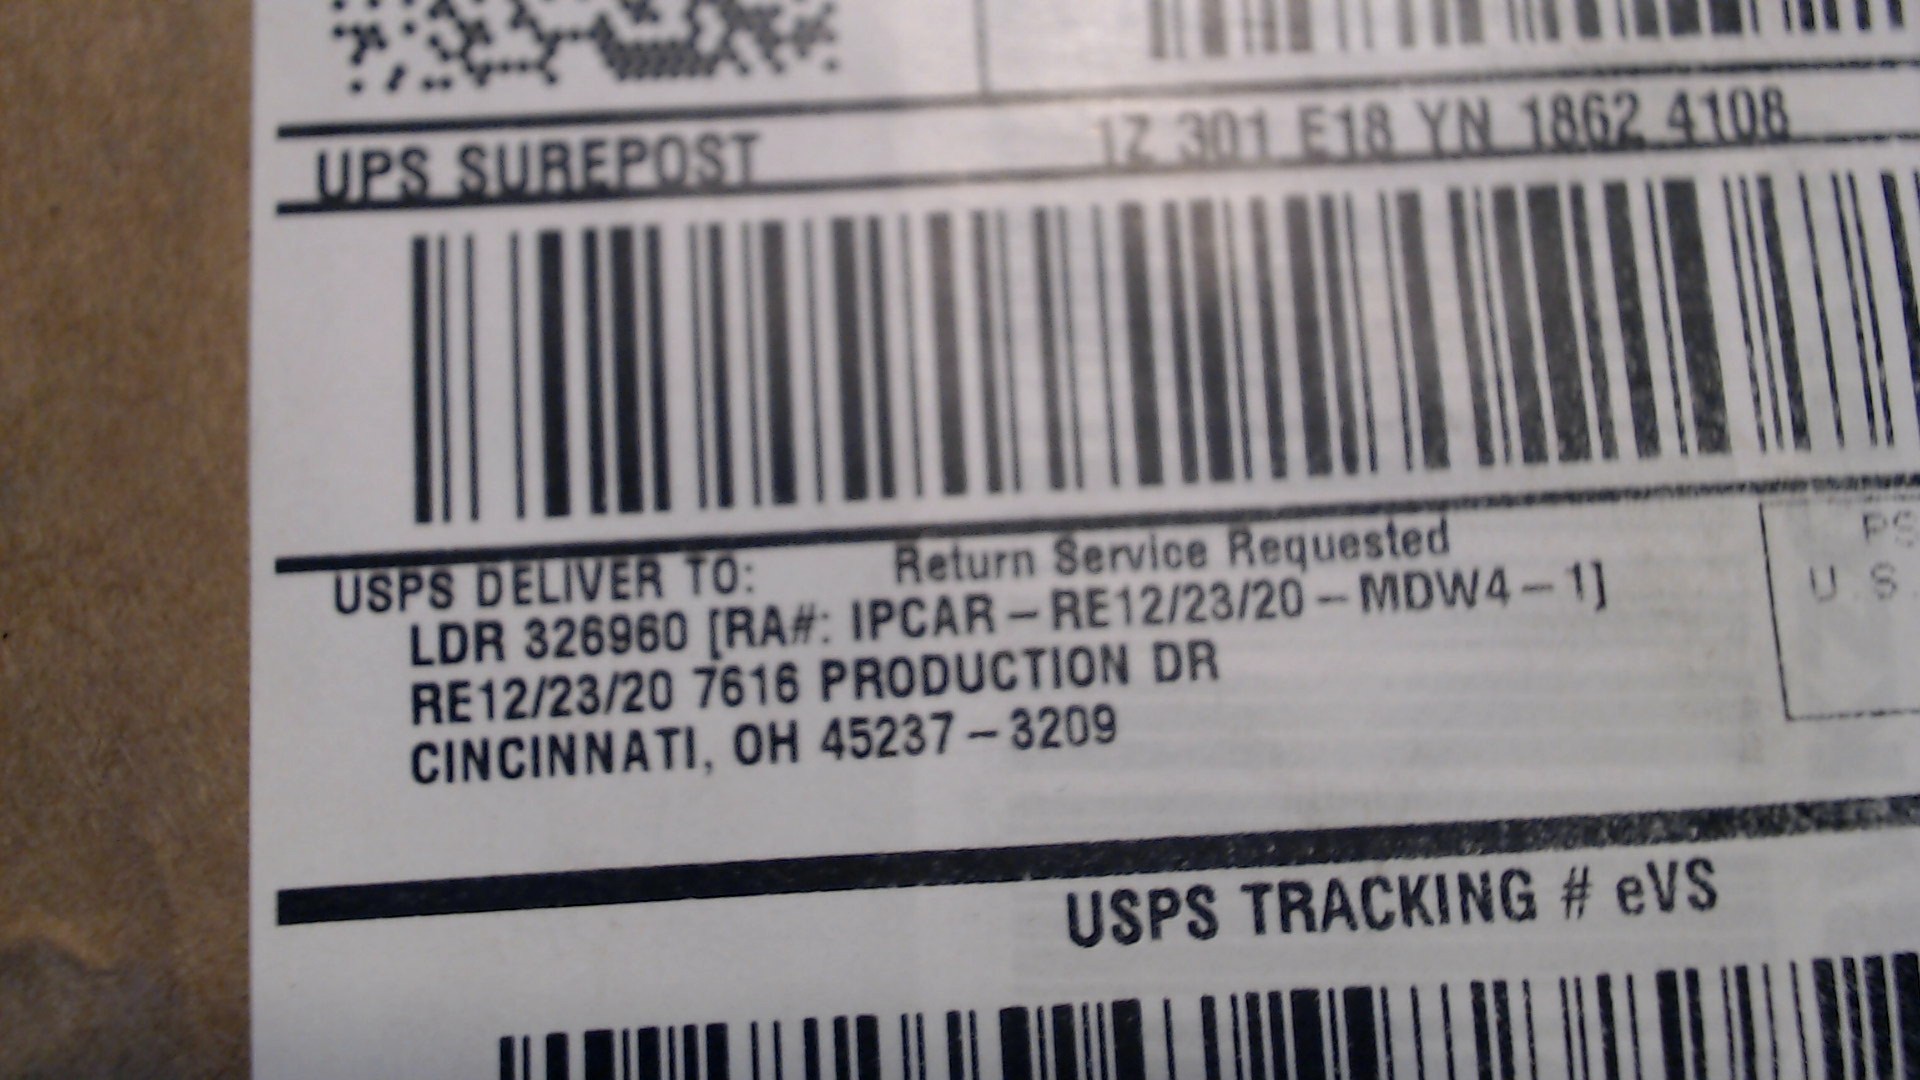 UPS SUREPOST 1Z 301 E18 YN 1862 4108
USPS DELIVER TO: Return Service Requested
LDR 326960 [RA#: IPCAR – RE12/23/20 – MDW4 – 1]
RE12/23/20 7616 PRODUCTION DR
CINCINNATI, OH 45237 – 3209
PS
U.S.
USPS TRACKING # eVS